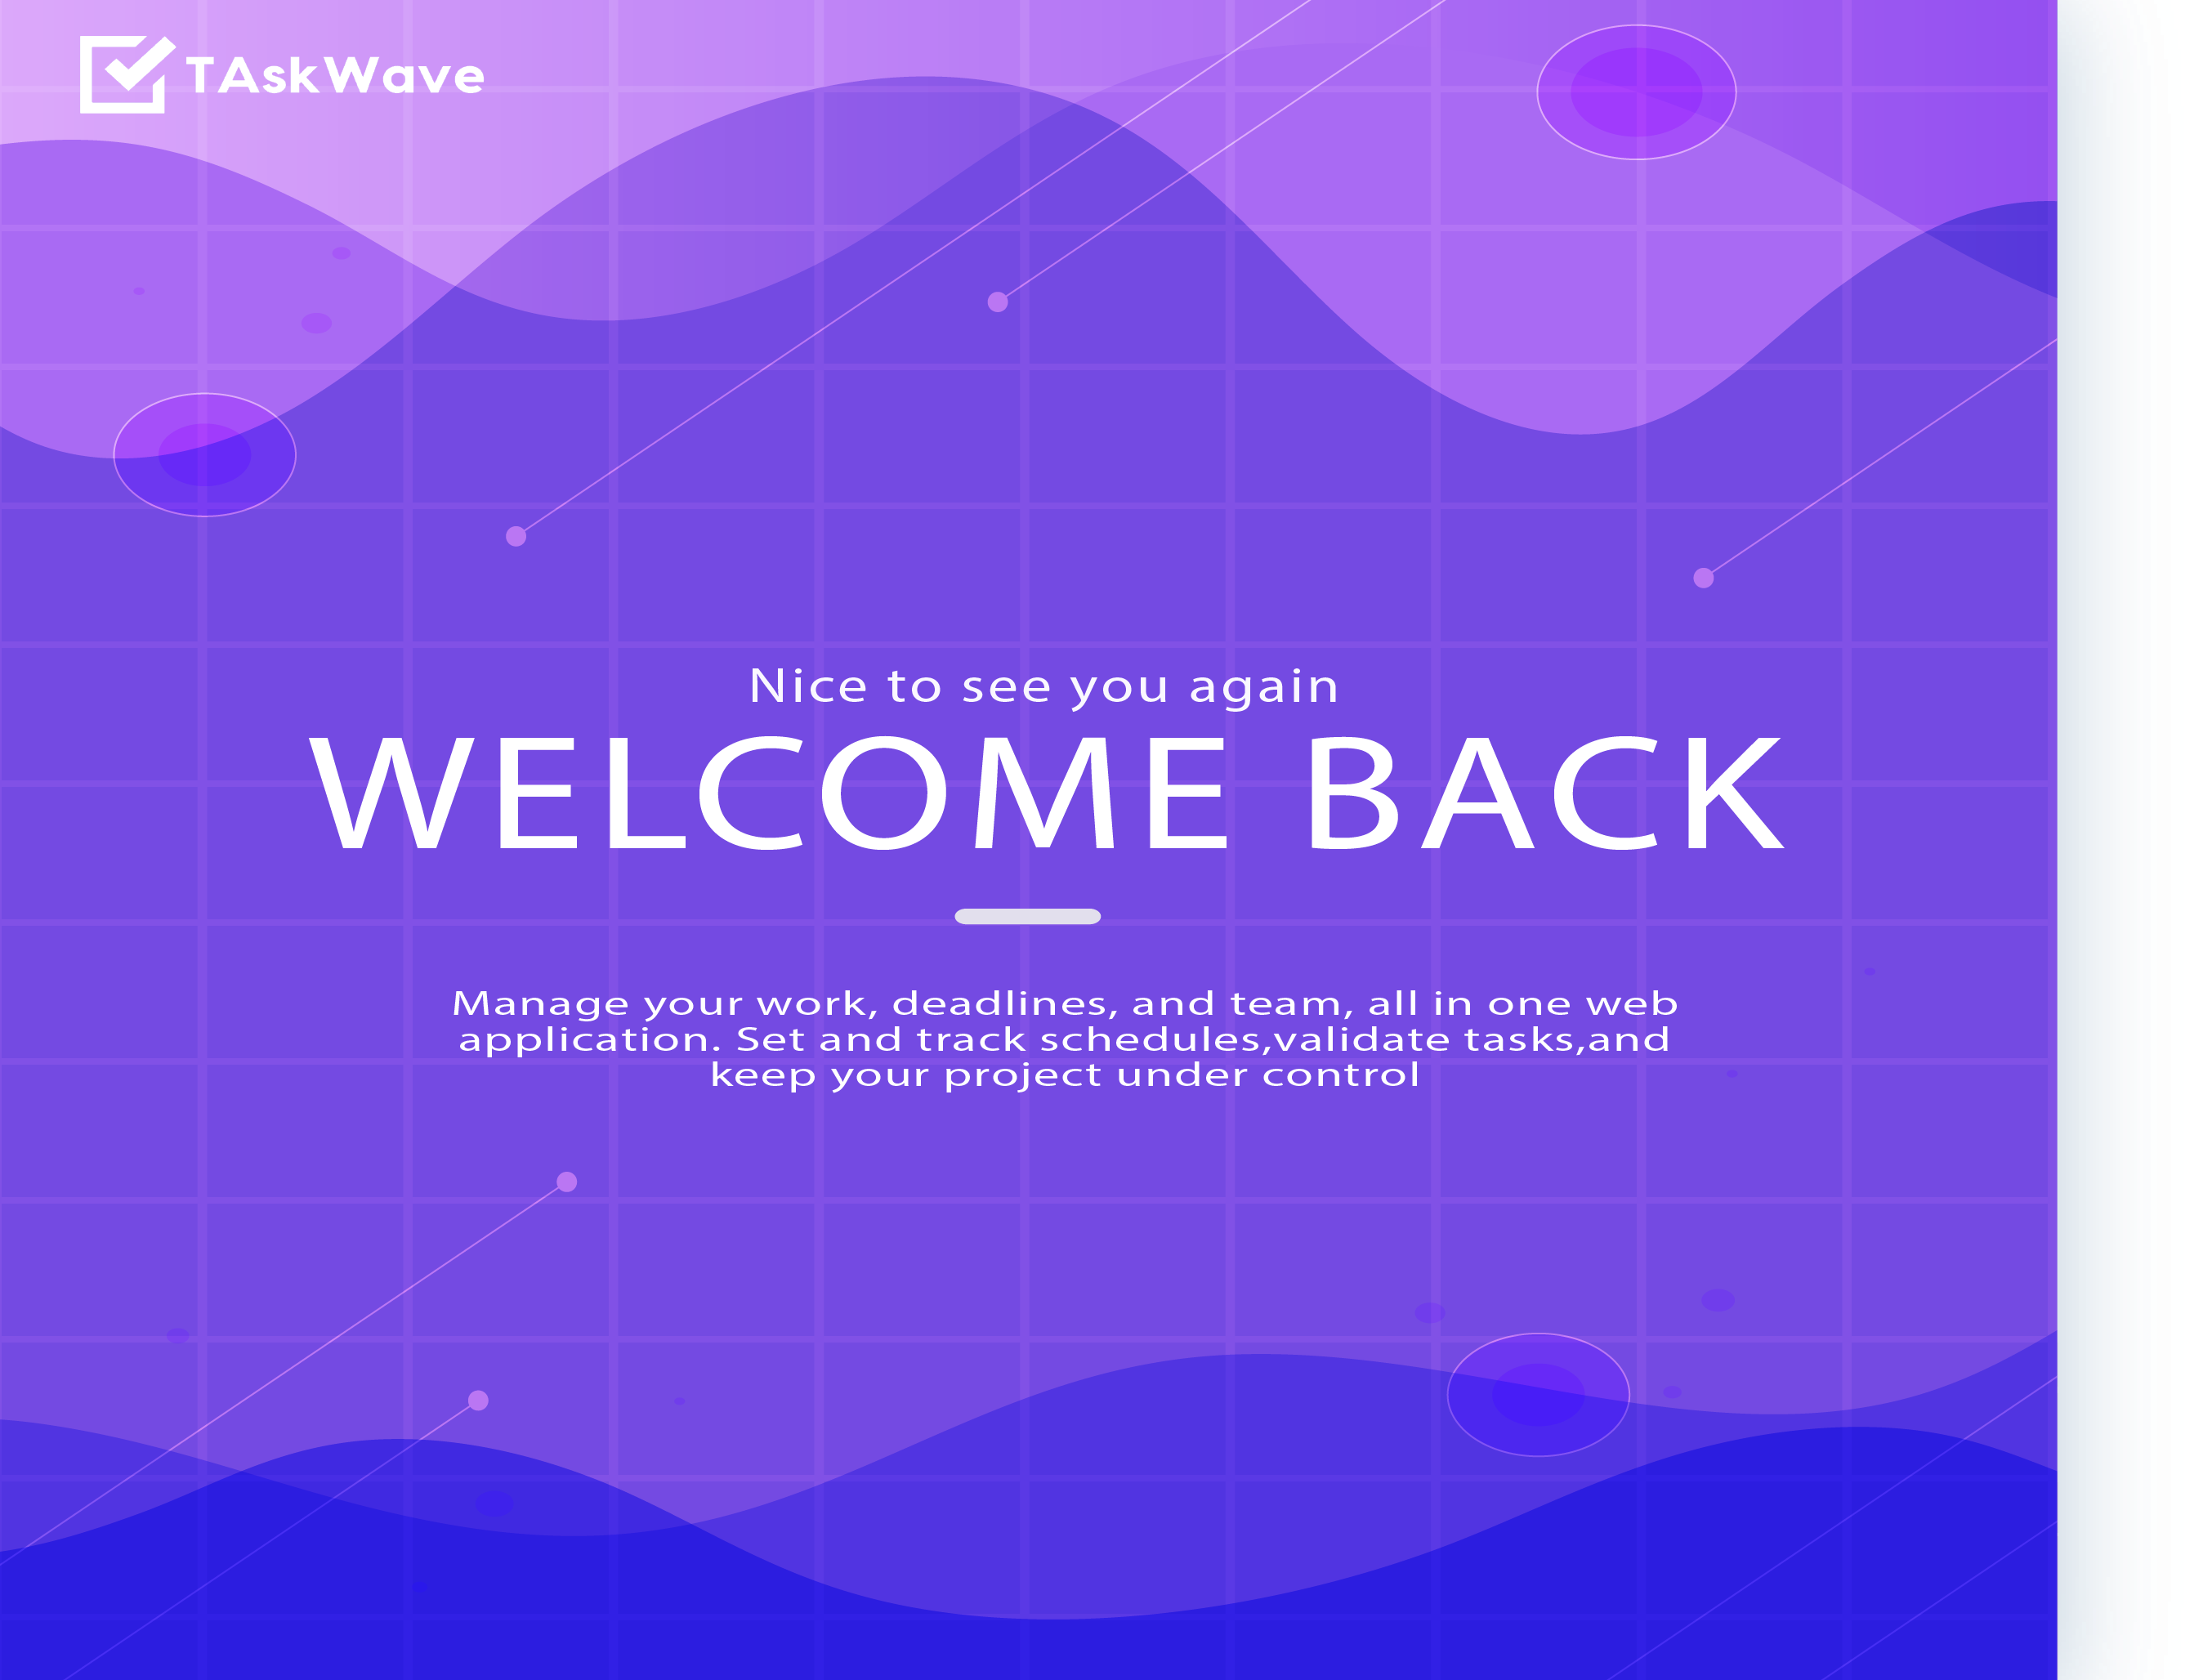 TAskWave
Nice to see you again
WELCOME BACK
Manage your work, deadlines, and team, all in one web
application. Set and track schedules,validate tasks,and
keep your project under control